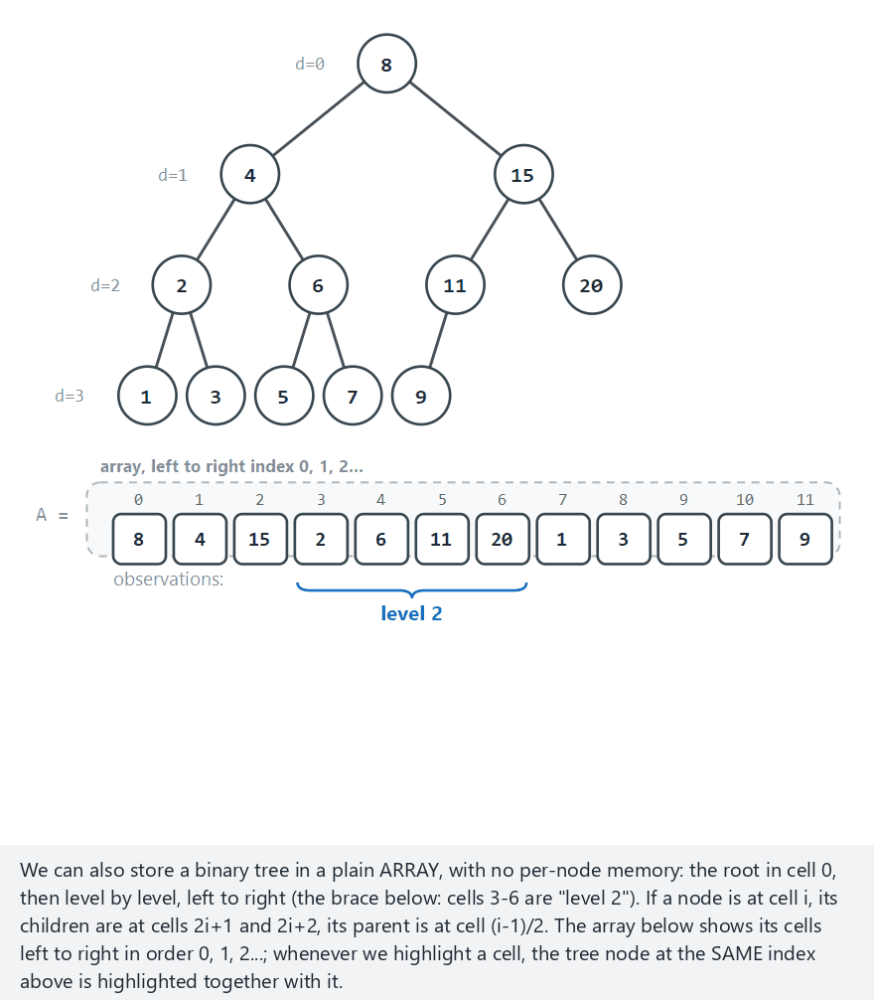 d=0 8
d=1 4 15
d=2 2 6 11 20
d=3 1 3 5 7 9
array, left to right index 0, 1, 2...
0 1 2 3 4 5 6 7 8 9 10 11
A = 8 4 15 2 6 11 20 1 3 5 7 9
observations:
level 2
We can also store a binary tree in a plain ARRAY, with no per-node memory: the root in cell 0,
then level by level, left to right (the brace below: cells 3-6 are "level 2"). If a node is at cell i, its
children are at cells 2i+1 and 2i+2, its parent is at cell (i-1)/2. The array below shows its cells
left to right in order 0, 1, 2...; whenever we highlight a cell, the tree node at the SAME index
above is highlighted together with it.